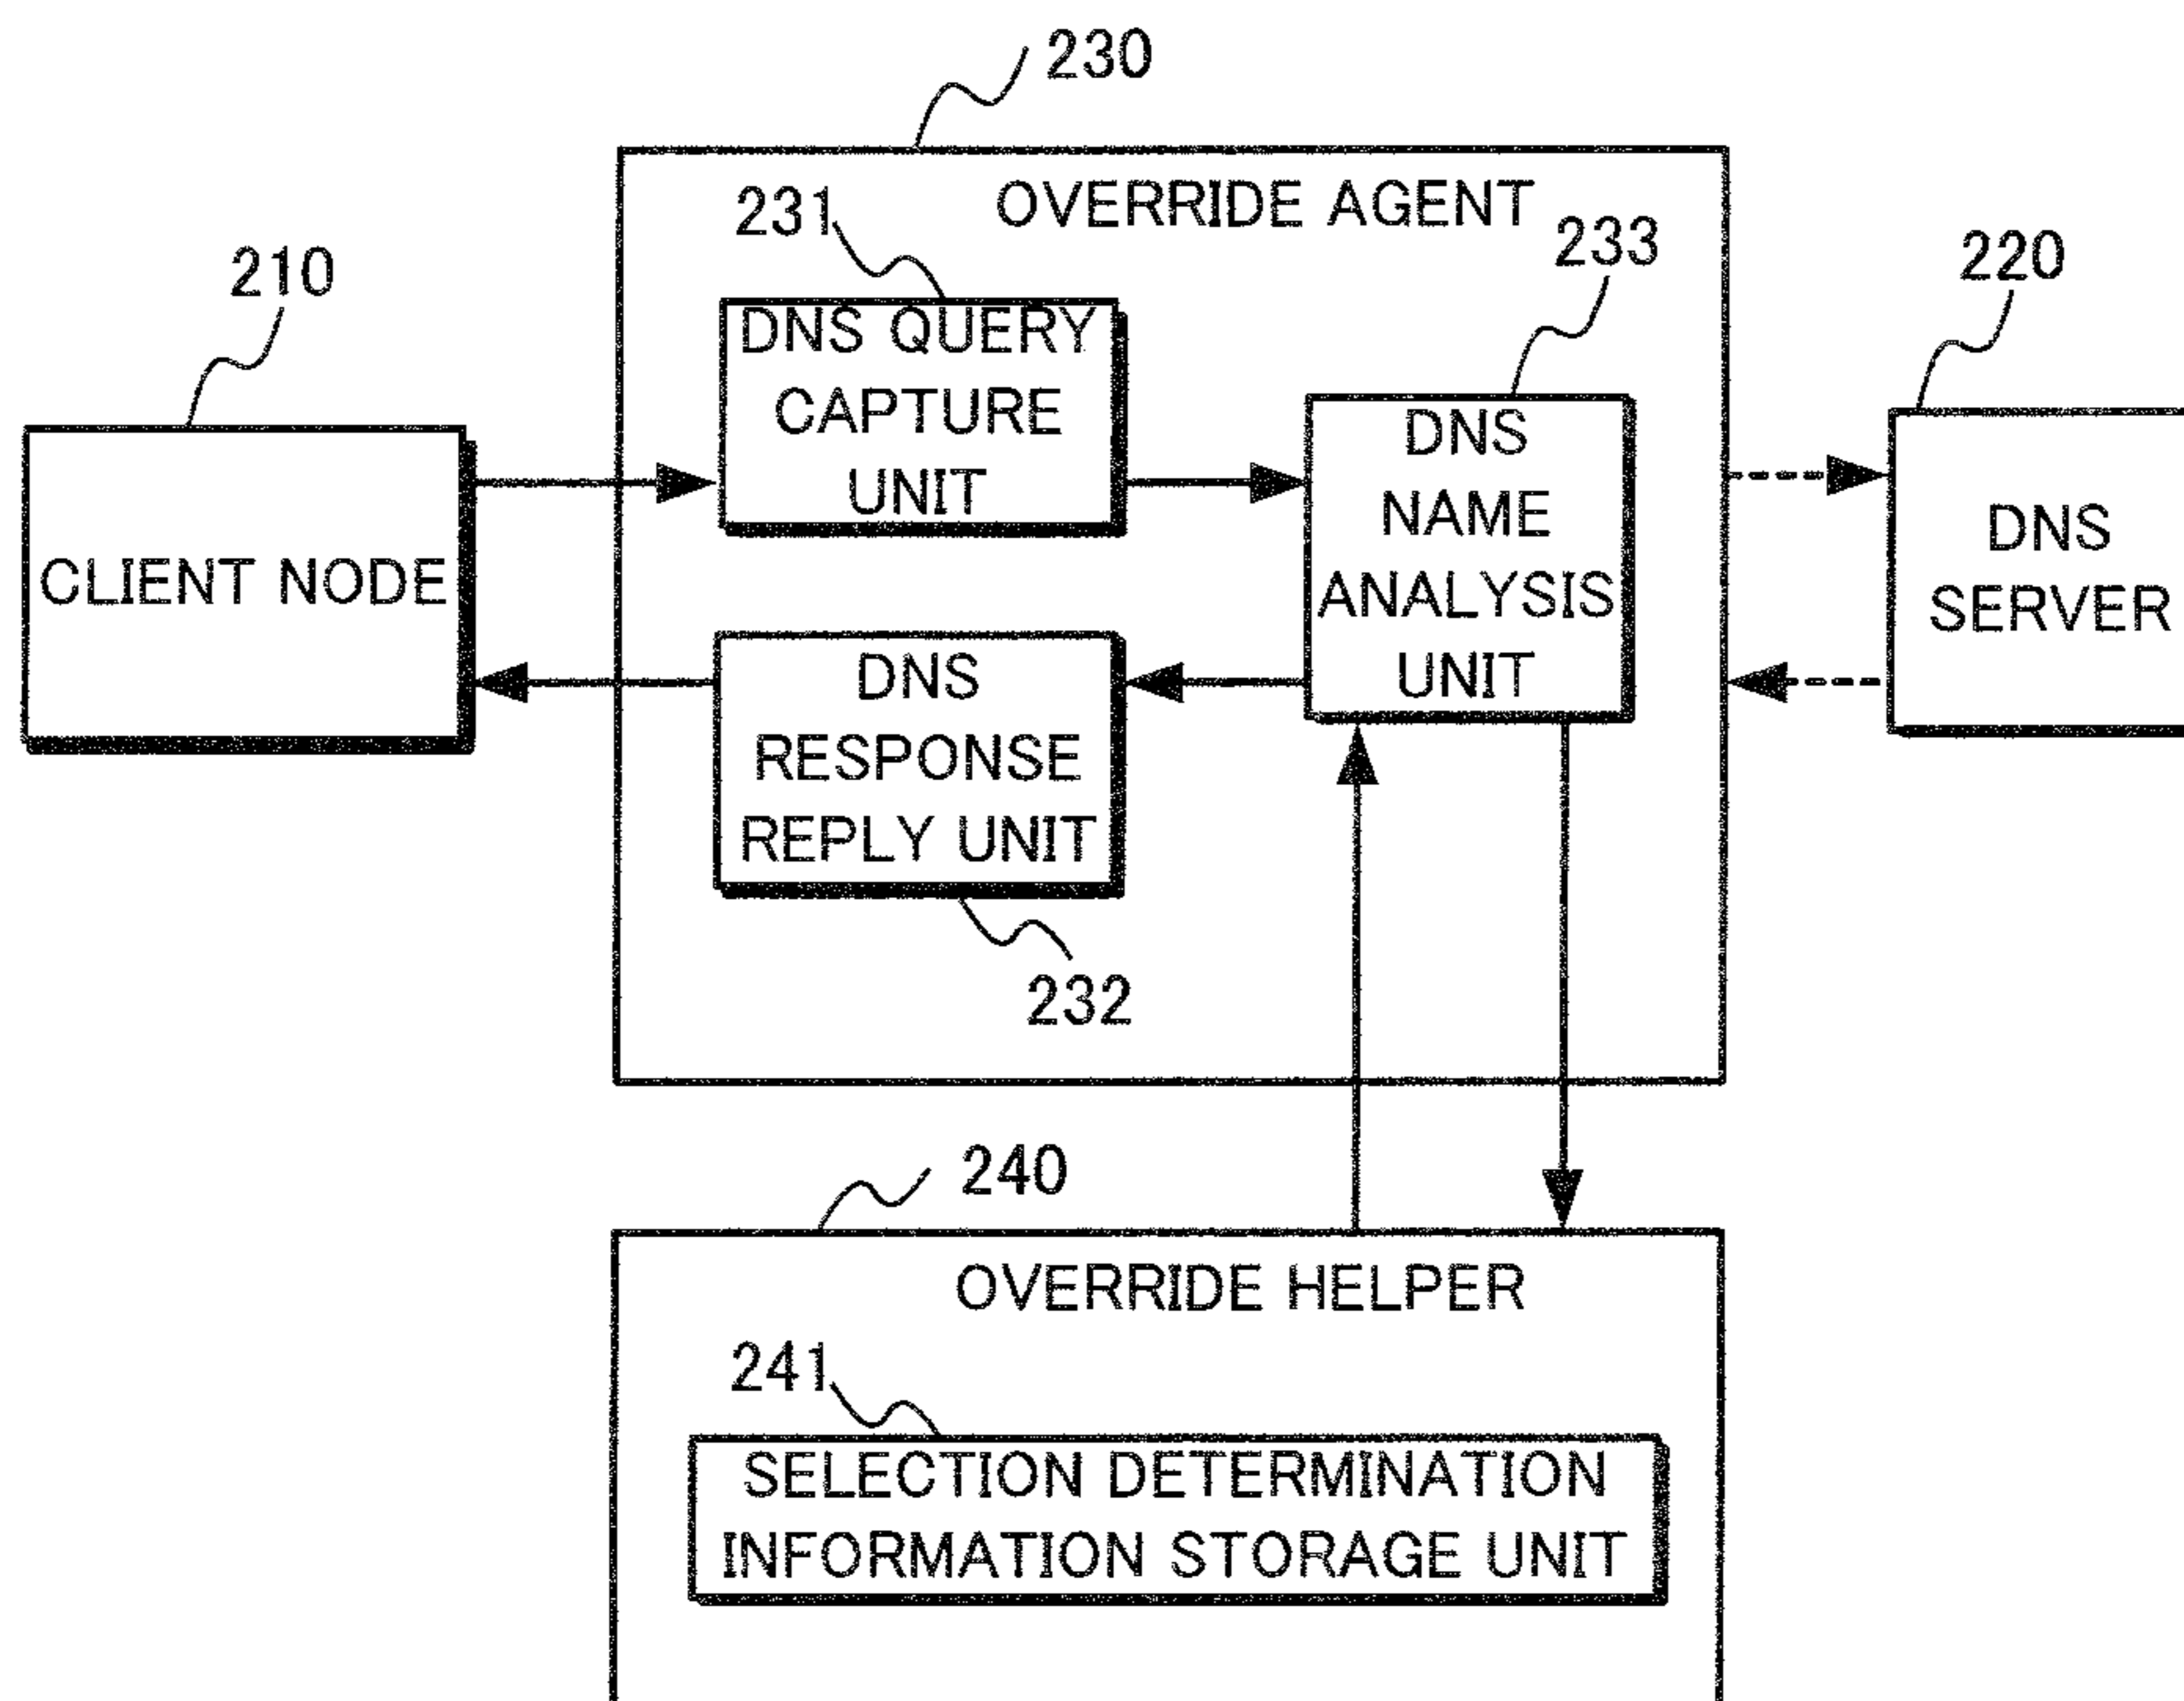 230
OVERRIDE AGENT
231
233
210
220
DNS QUERY
CAPTURE
UNIT
DNS
NAME
ANALYSIS
UNIT
CLIENT NODE
DNS
SERVER
DNS
RESPONSE
REPLY UNIT
232
240
OVERRIDE HELPER
241
SELECTION DETERMINATION
INFORMATION STORAGE UNIT